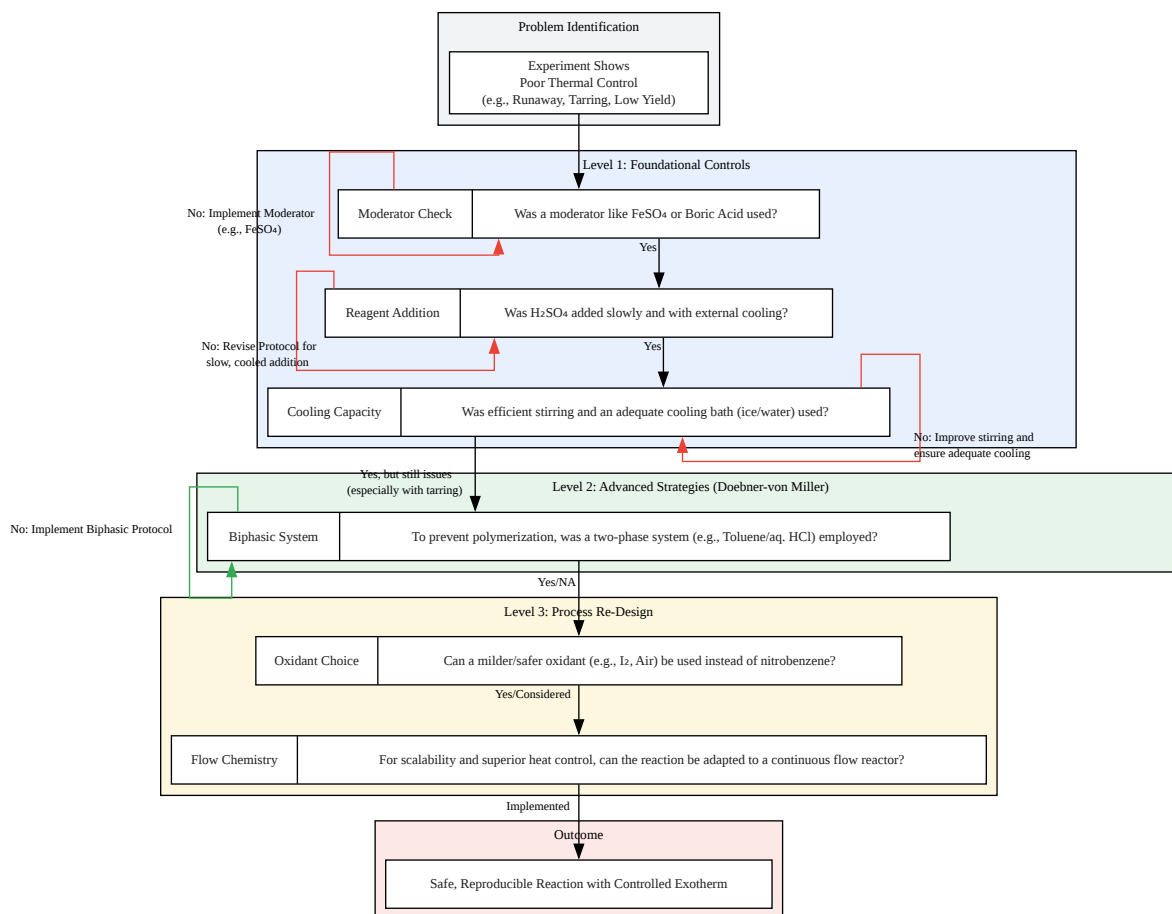 Problem Identification
Experiment Shows
Poor Thermal Control
(e.g., Runaway, Tarring, Low Yield)
Level 1: Foundational Controls
No: Implement Moderator
(e.g., FeSO₄)
Moderator Check
Was a moderator like FeSO₄ or Boric Acid used?
Yes
Reagent Addition
Was H₂SO₄ added slowly and with external cooling?
No: Revise Protocol for
slow, cooled addition
Yes
Cooling Capacity
Was efficient stirring and an adequate cooling bath (ice/water) used?
No: Improve stirring and
ensure adequate cooling
Yes, but still issues
(especially with tarring)
Level 2: Advanced Strategies (Doebner-von Miller)
No: Implement Biphasic Protocol
Biphasic System
To prevent polymerization, was a two-phase system (e.g., Toluene/aq. HCl) employed?
Yes/NA
Level 3: Process Re-Design
Oxidant Choice
Can a milder/safer oxidant (e.g., I₂, Air) be used instead of nitrobenzene?
Yes/Considered
Flow Chemistry
For scalability and superior heat control, can the reaction be adapted to a continuous flow reactor?
Implemented
Outcome
Safe, Reproducible Reaction with Controlled Exotherm